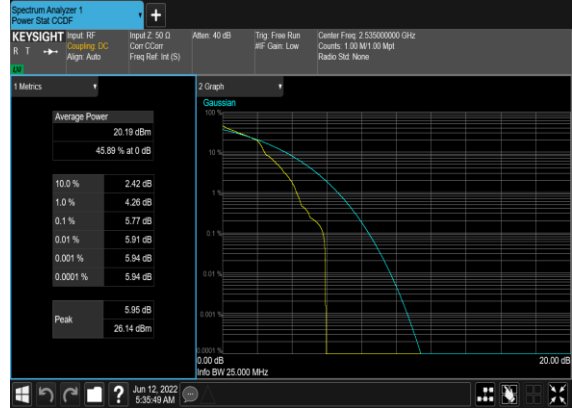 Spectrum Analyzer 1
Power Stat CCDF
+
KEYSIGHT
R T
Input: RF
Coupling: DC
Align: Auto
Input Z: 50 Ω
Corr CCorr
Freq Ref: Int (S)
Atten: 40 dB
Trig: Free Run
#IF Gain: Low
Center Freq: 2.535000000 GHz
Counts: 1.00 M/1.00 Mpt
Radio Std: None
1 Metrics
Average Power
20.19 dBm
45.89 % at 0 dB
10.0 % 2.42 dB
1.0 % 4.26 dB
0.1 % 5.77 dB
0.01 % 5.91 dB
0.001 % 5.94 dB
0.0001 % 5.94 dB
Peak
5.95 dB
26.14 dBm
2 Graph
Gaussian
100 %
10 %
1 %
0.1 %
0.01 %
0.001 %
0.0001 %
0.00 dB
20.00 dB
Info BW 25.000 MHz
?
Jun 12, 2022
5:35:49 AM